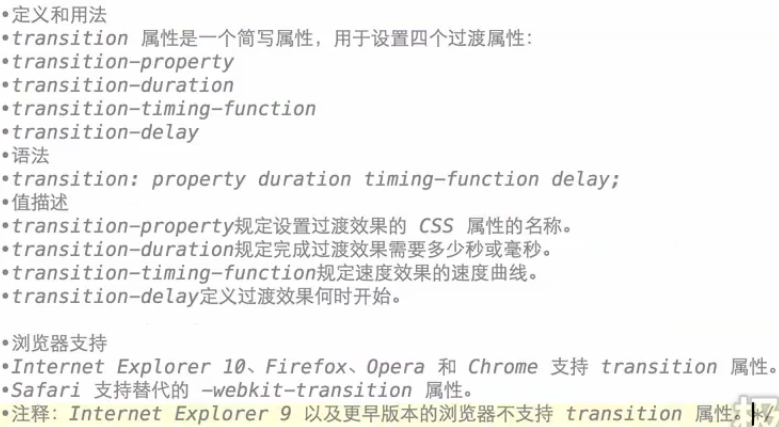 •定义和用法
•transition 属性是一个简写属性，用于设置四个过渡属性：
•transition-property
•transition-duration
•transition-timing-function
•transition-delay
•语法
•transition: property duration timing-function delay;
•值描述
•transition-property规定设置过渡效果的 CSS 属性的名称。
•transition-duration规定完成过渡效果需要多少秒或毫秒。
•transition-timing-function规定速度效果的速度曲线。
•transition-delay定义过渡效果何时开始。
•浏览器支持
•Internet Explorer 10、Firefox、Opera 和 Chrome 支持 transition 属性。
•Safari 支持替代的 -webkit-transition 属性。
•注释：Internet Explorer 9 以及更早版本的浏览器不支持 transition 属性。*/